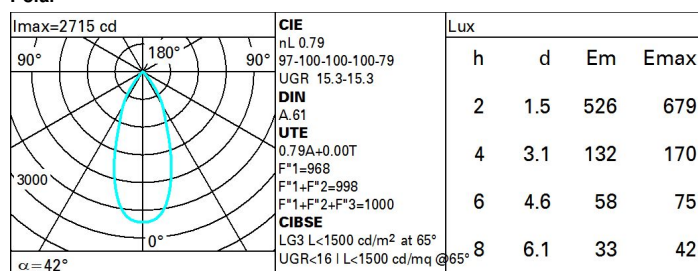 Imax=2715 cd
90°
180°
90°
3000
0°
α=42°
CIE
nL 0.79
97-100-100-100-79
UGR 15.3-15.3
DIN
A.61
UTE
0.79A+0.00T
F"1=968
F"1+F"2=998
F"1+F"2+F"3=1000
CIBSE
LG3 L<1500 cd/m² at 65°
UGR<16 | L<1500 cd/mq @65°
Lux
h d Em Emax
2 1.5 526 679
4 3.1 132 170
6 4.6 58 75
8 6.1 33 42